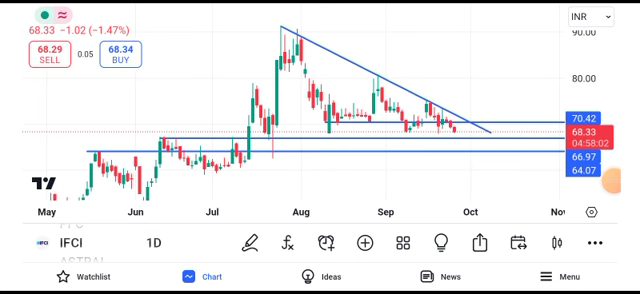 INR
68.33 −1.02 (−1.47%)
90.00
68.29 SELL
0.05
68.34 BUY
80.00
70.42
68.33
04:58:02
66.97
64.07
May Jun Jul Aug Sep Oct Nov
IFCI 1D
ASTRAL
Watchlist Chart Ideas News Menu